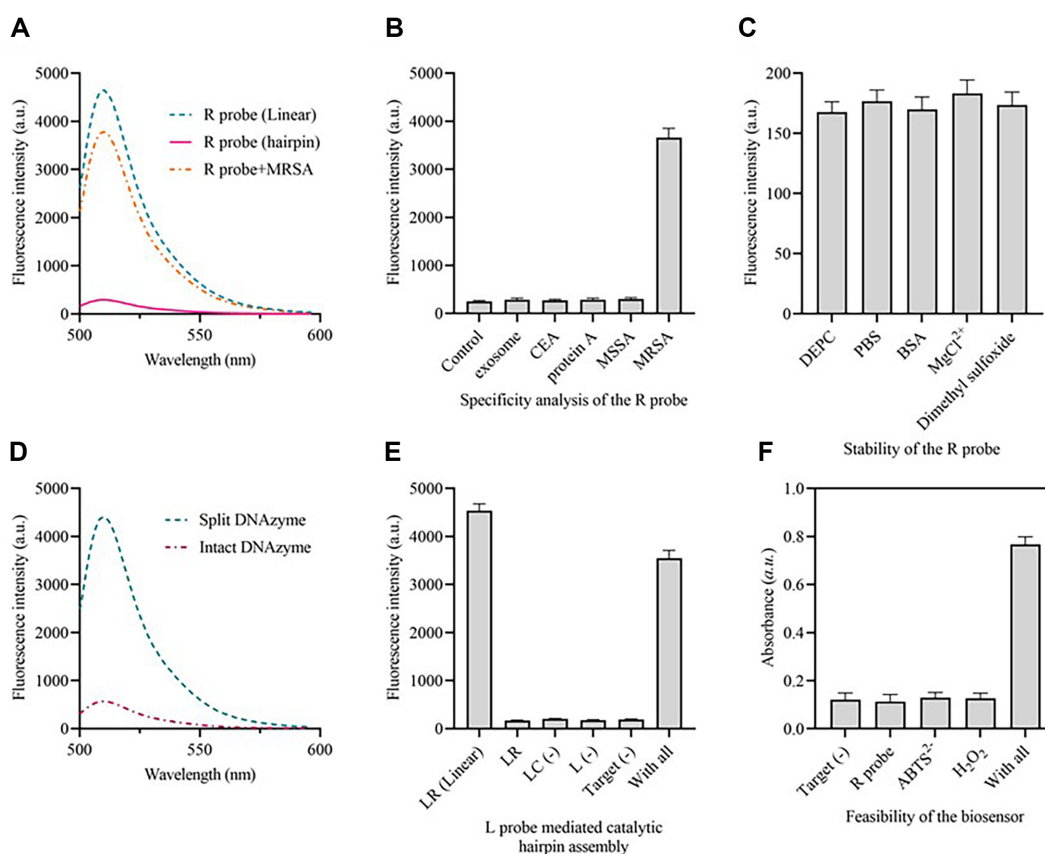 A
Fluorescence intensity (a.u.)
5000
4000
3000
2000
1000
0
500
550
600
Wavelength (nm)
R probe (Linear)
R probe (hairpin)
R probe+MRSA
B
Fluorescence intensity (a.u.)
5000
4000
3000
2000
1000
0
Control
exosome
CEA
protein A
MSSA
MRSA
Specificity analysis of the R probe
C
Fluorescence intensity (a.u.)
200
150
100
50
0
DEPC
PBS
BSA
MgCl²⁺
Dimethyl sulfoxide
Stability of the R probe
D
Fluorescence intensity (a.u.)
5000
4000
3000
2000
1000
0
500
550
600
Wavelength (nm)
Split DNAzyme
Intact DNAzyme
E
Fluorescence intensity (a.u.)
5000
4000
3000
2000
1000
0
LR (Linear)
LR
LC (-)
L (-)
Target (-)
With all
L probe mediated catalytic
hairpin assembly
F
Absorbance (a.u.)
1.0
0.8
0.6
0.4
0.2
0.0
Target (-)
R probe
ABTS²⁻
H₂O₂
With all
Feasibility of the biosensor